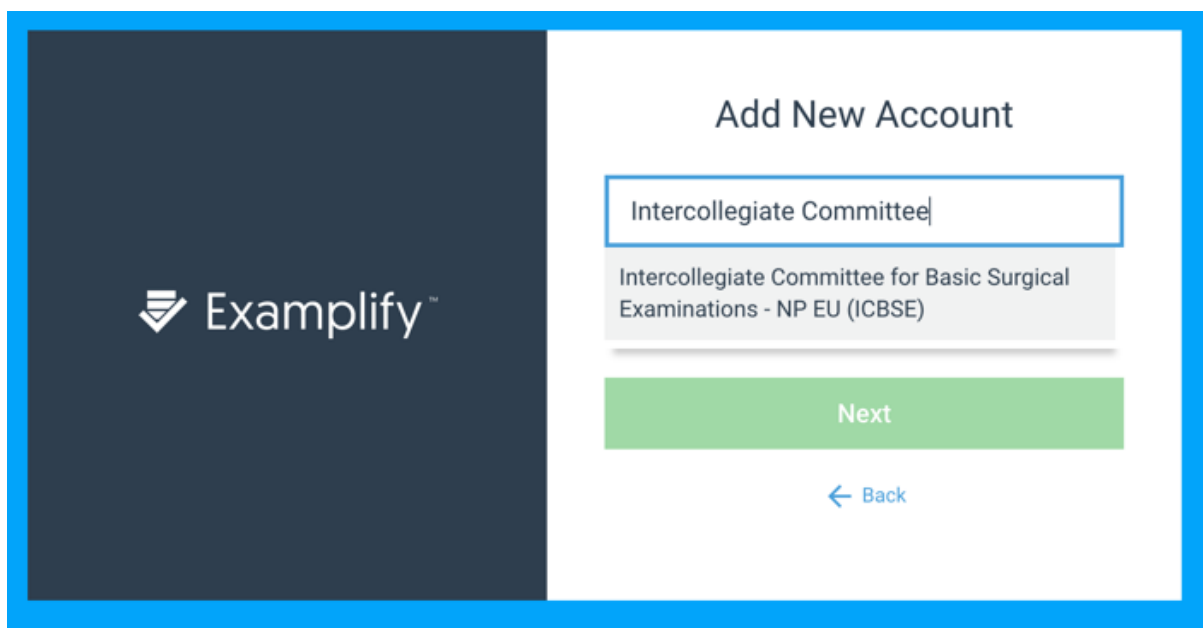 Add New Account
Intercollegiate Committee
Intercollegiate Committee for Basic Surgical
Examinations - NP EU (ICBSE)
Examplify™
Next
Back